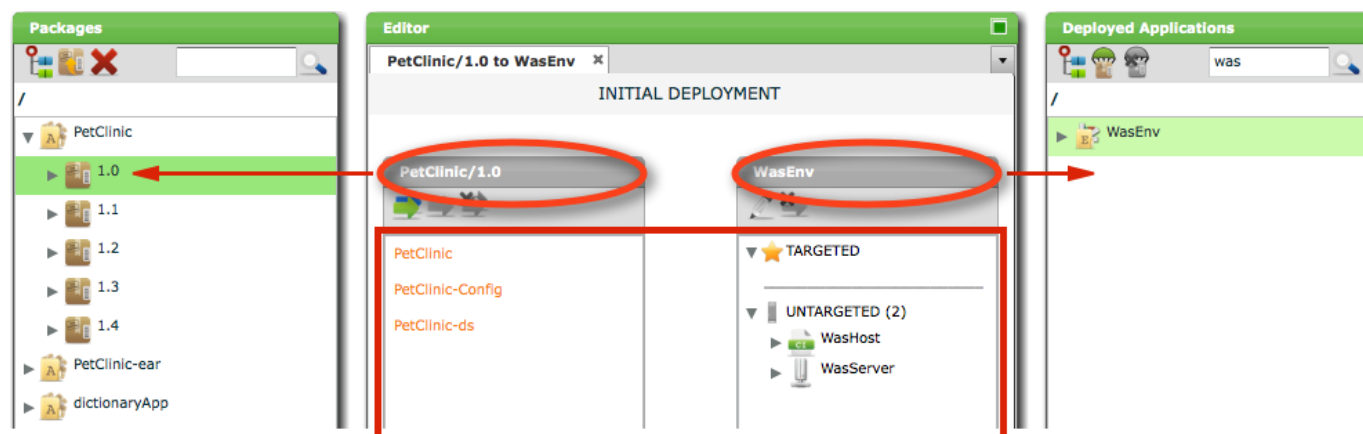 Packages
/
PetClinic
1.0
1.1
1.2
1.3
1.4
PetClinic-ear
dictionaryApp
Editor
PetClinic/1.0 to WasEnv
INITIAL DEPLOYMENT
PetClinic/1.0
PetClinic
PetClinic-Config
PetClinic-ds
WasEnv
TARGETED
UNTARGETED (2)
WasHost
WasServer
Deployed Applications
was
/
WasEnv